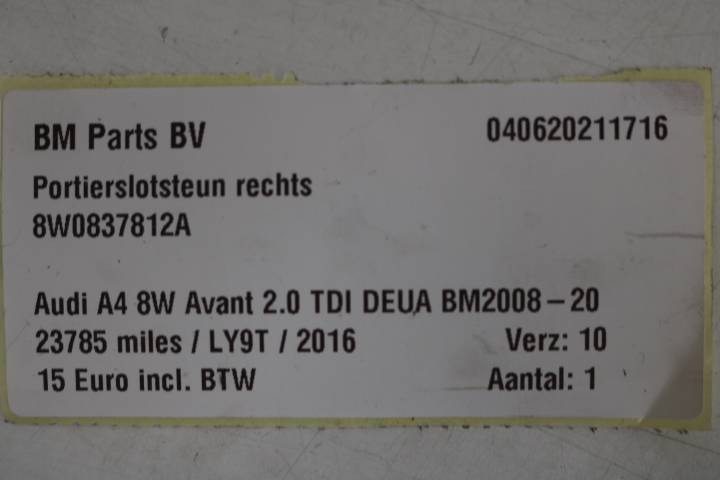 BM Parts BV 040620211716
Portierslotsteun rechts
8W0837812A
Audi A4 8W Avant 2.0 TDI DEUA BM2008-20
23785 miles / LY9T / 2016 Verz: 10
15 Euro incl. BTW Aantal: 1